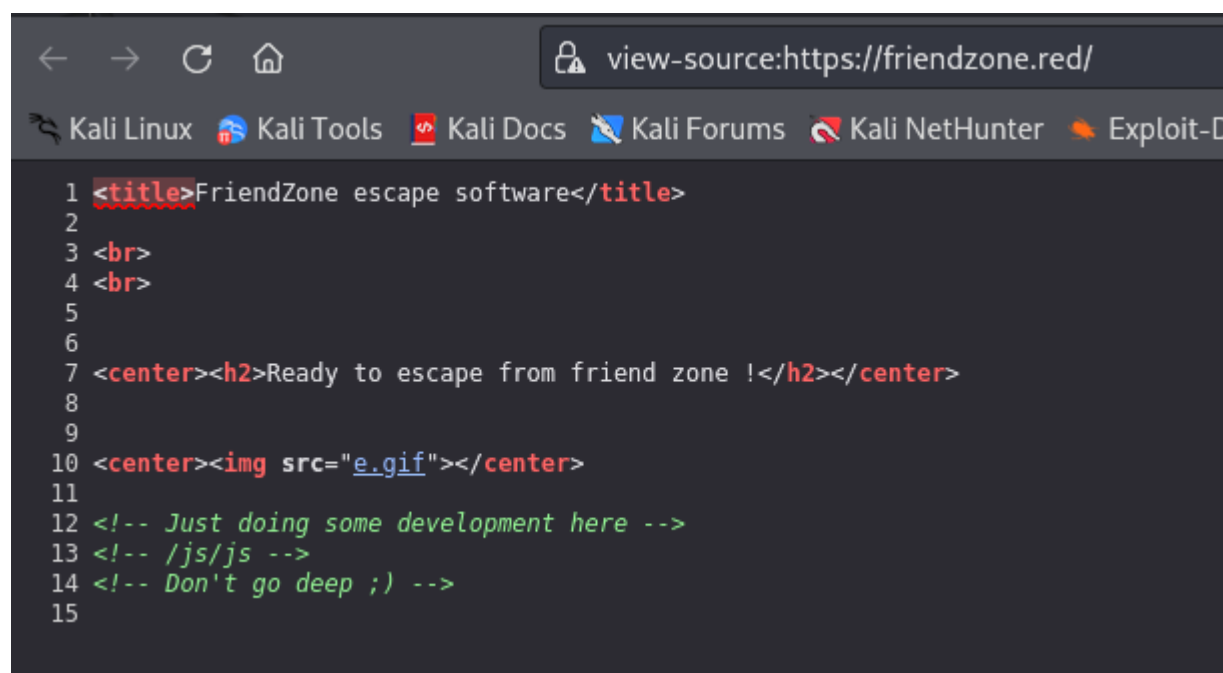 view-source:https://friendzone.red/
Kali Linux Kali Tools Kali Docs Kali Forums Kali NetHunter Exploit-D
1 <title>FriendZone escape software</title>
2
3 <br>
4 <br>
5
6
7 <center><h2>Ready to escape from friend zone !</h2></center>
8
9
10 <center><img src="e.gif"></center>
11
12 <!-- Just doing some development here -->
13 <!-- /js/js -->
14 <!-- Don't go deep ;) -->
15